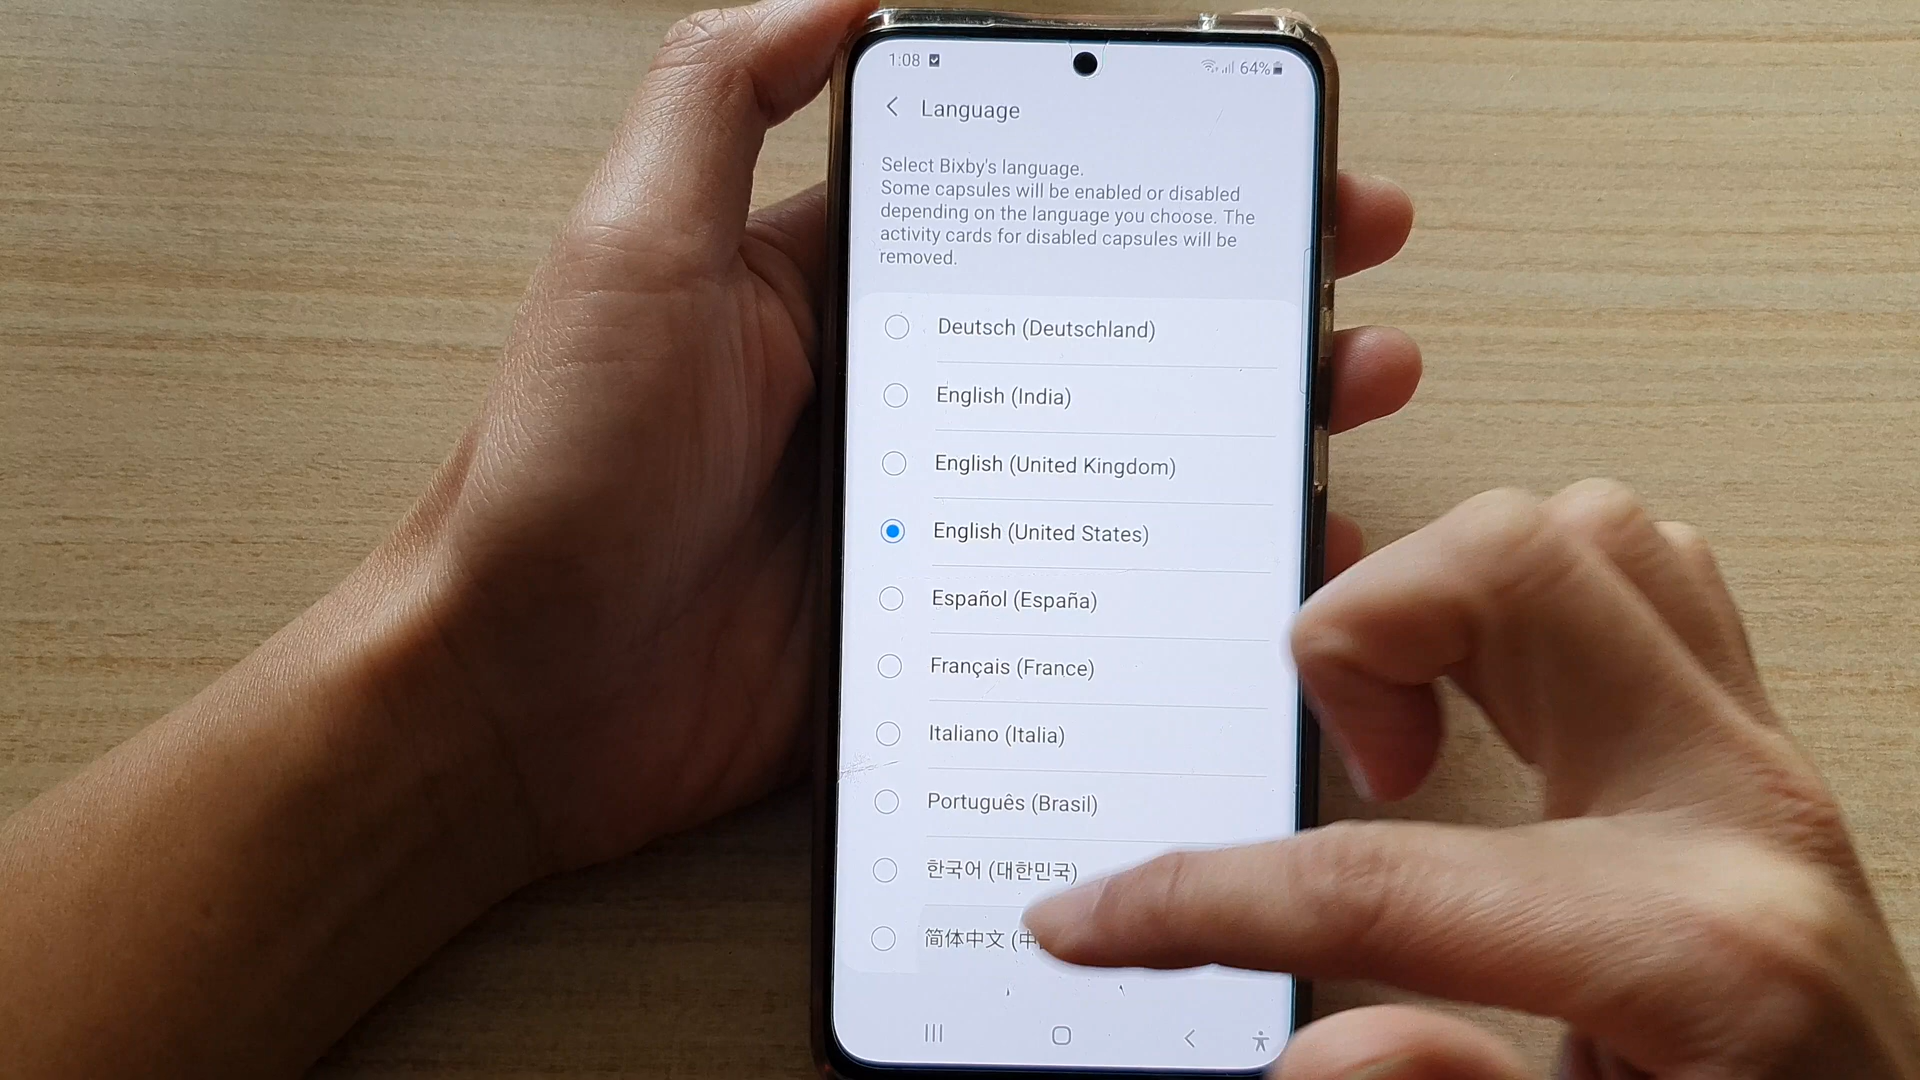 1:08 64%
Language
Select Bixby's language.
Some capsules will be enabled or disabled
depending on the language you choose. The
activity cards for disabled capsules will be
removed.
Deutsch (Deutschland)
English (India)
English (United Kingdom)
English (United States)
Español (España)
Français (France)
Italiano (Italia)
Português (Brasil)
한국어 (대한민국)
简体中文 (中